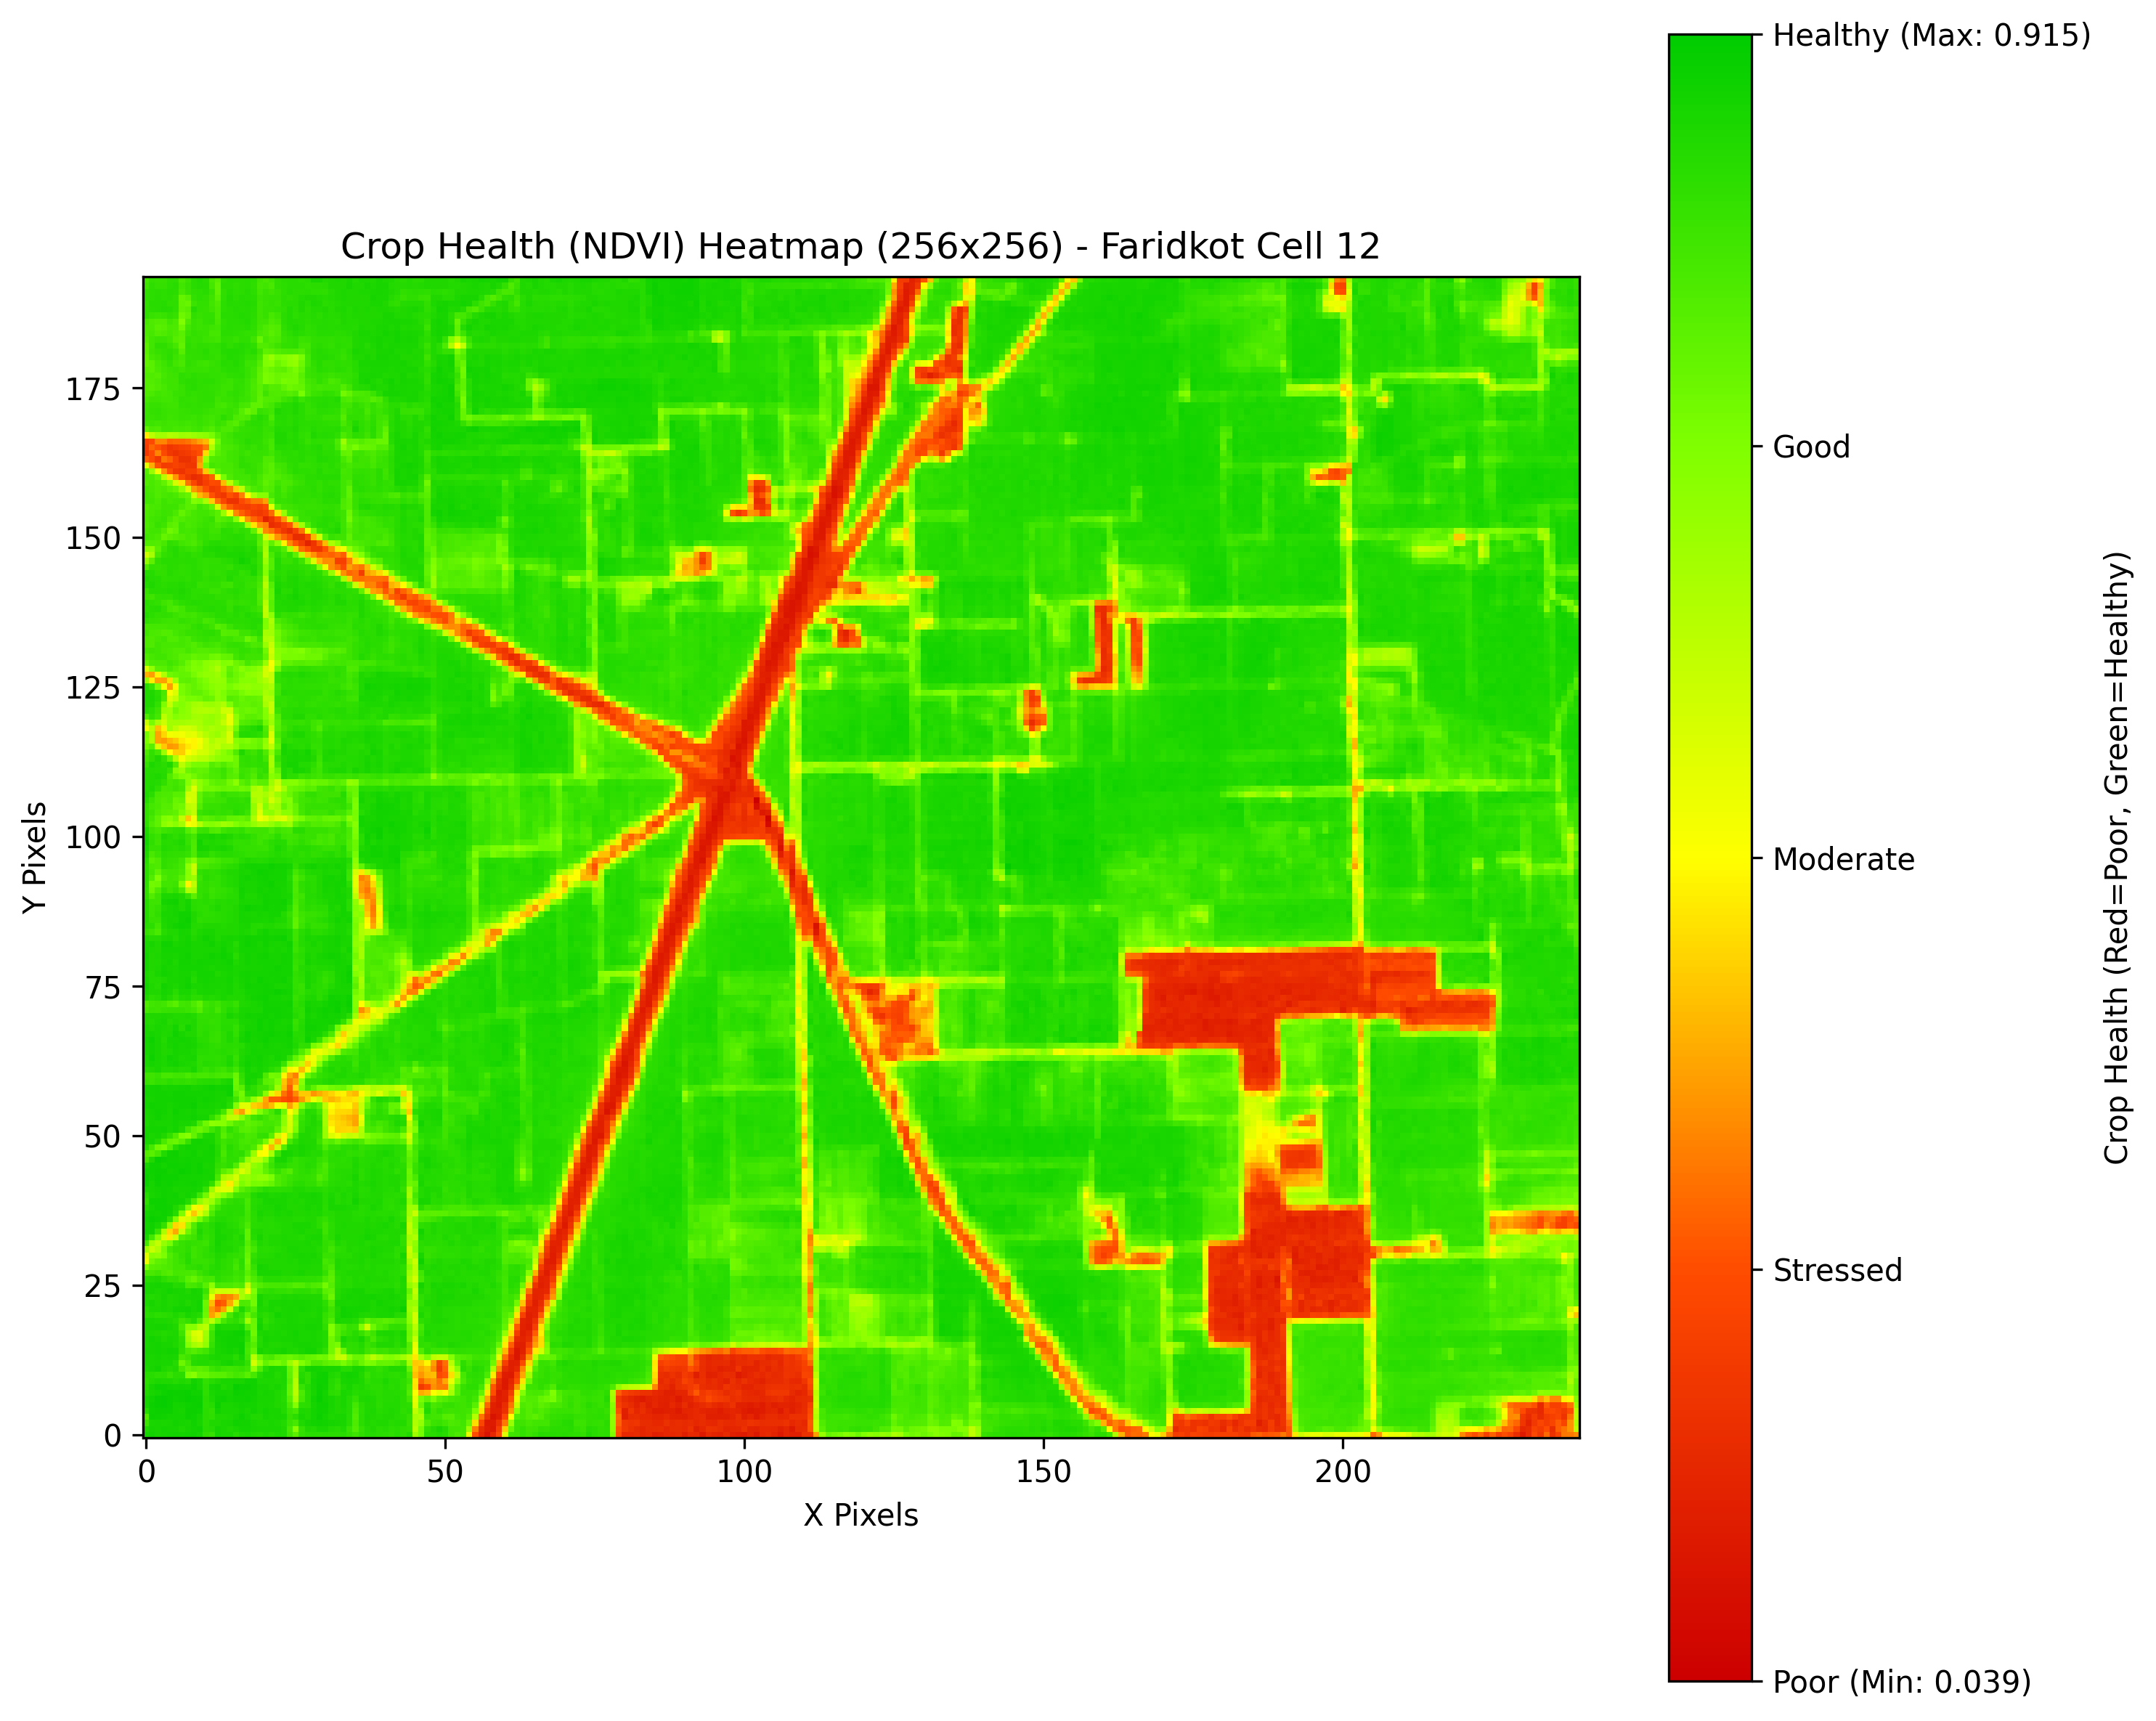 Crop Health (NDVI) Heatmap (256x256) - Faridkot Cell 12
Y Pixels
175
150
125
100
75
50
25
0
0 50 100 150 200
X Pixels
Healthy (Max: 0.915)
Good
Moderate
Stressed
Poor (Min: 0.039)
Crop Health (Red=Poor, Green=Healthy)